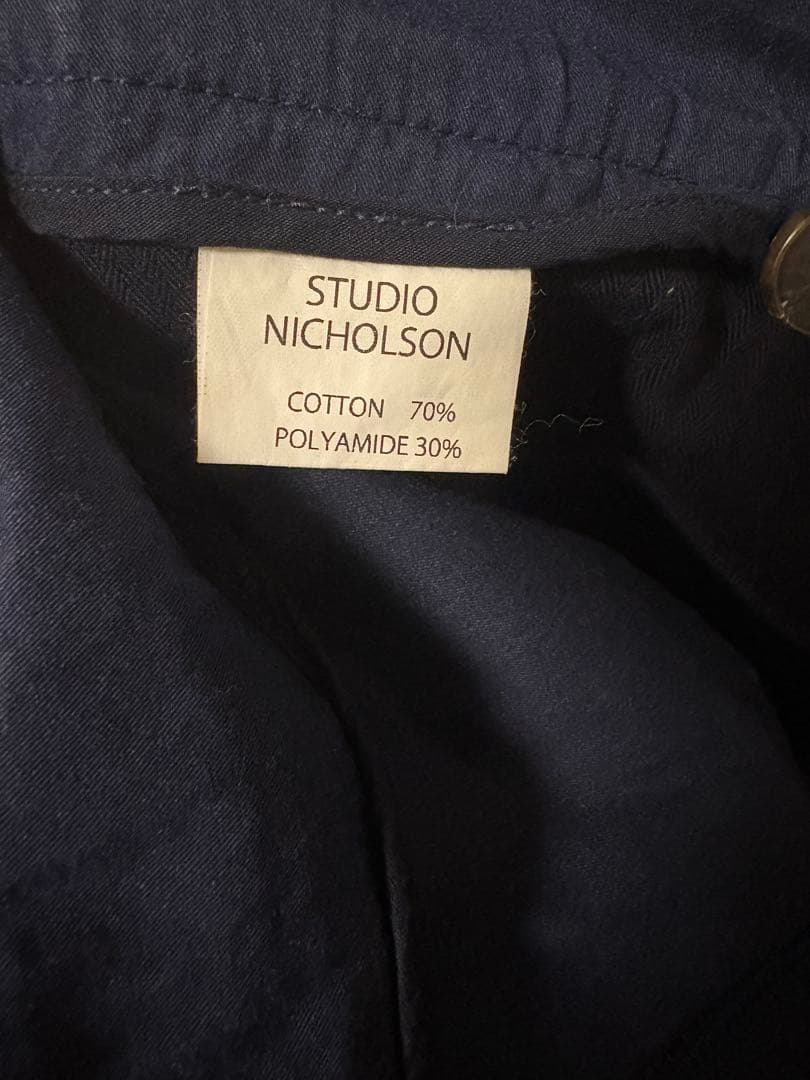 STUDIO
NICHOLSON
COTTON 70%
POLYAMIDE 30%